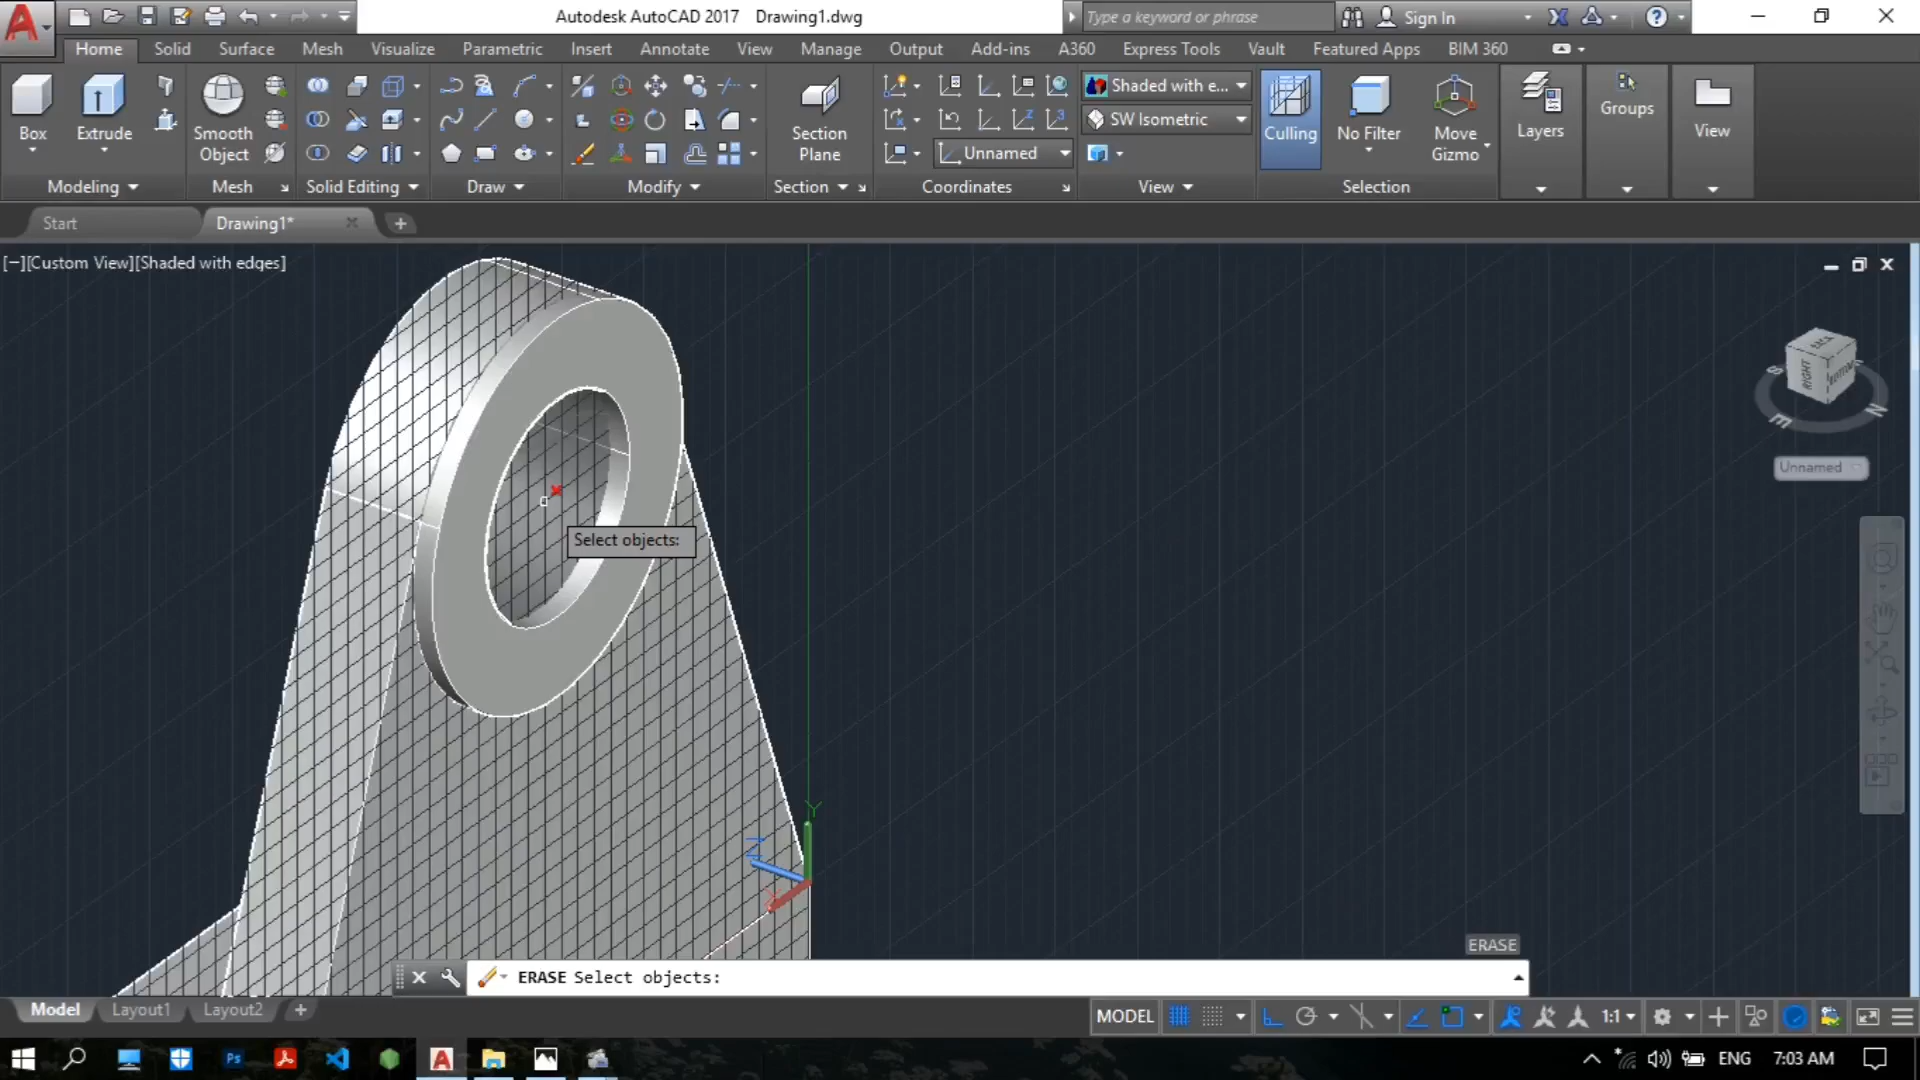 Autodesk AutoCAD 2017 Drawing1.dwg
Type a keyword or phrase
Sign In
Home Solid Surface Mesh Visualize Parametric Insert Annotate View Manage Output Add-ins A360 Express Tools Vault Featured Apps BIM 360
Box
Extrude
Smooth Object
Section Plane
Shaded with e...
SW Isometric
Unnamed
Culling
No Filter
Move Gizmo
Layers
Groups
View
Modeling Mesh Solid Editing Draw Modify Section Coordinates View Selection
Start
Drawing1*
[−][Custom View][Shaded with edges]
BACK
RIGHT
BOTTOM
S
E
N
Unnamed
Select objects:
Y
Z
X
ERASE
ERASE Select objects:
Model Layout1 Layout2
MODEL
1:1
Ps
ENG
7:03 AM